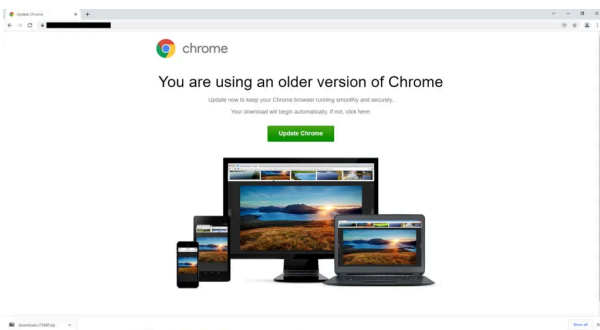 Update Chrome
chrome
You are using an older version of Chrome
Update now to keep your Chrome browser running smoothly and securely.
Your download will begin automatically. If not, click here:
Update Chrome
Show all